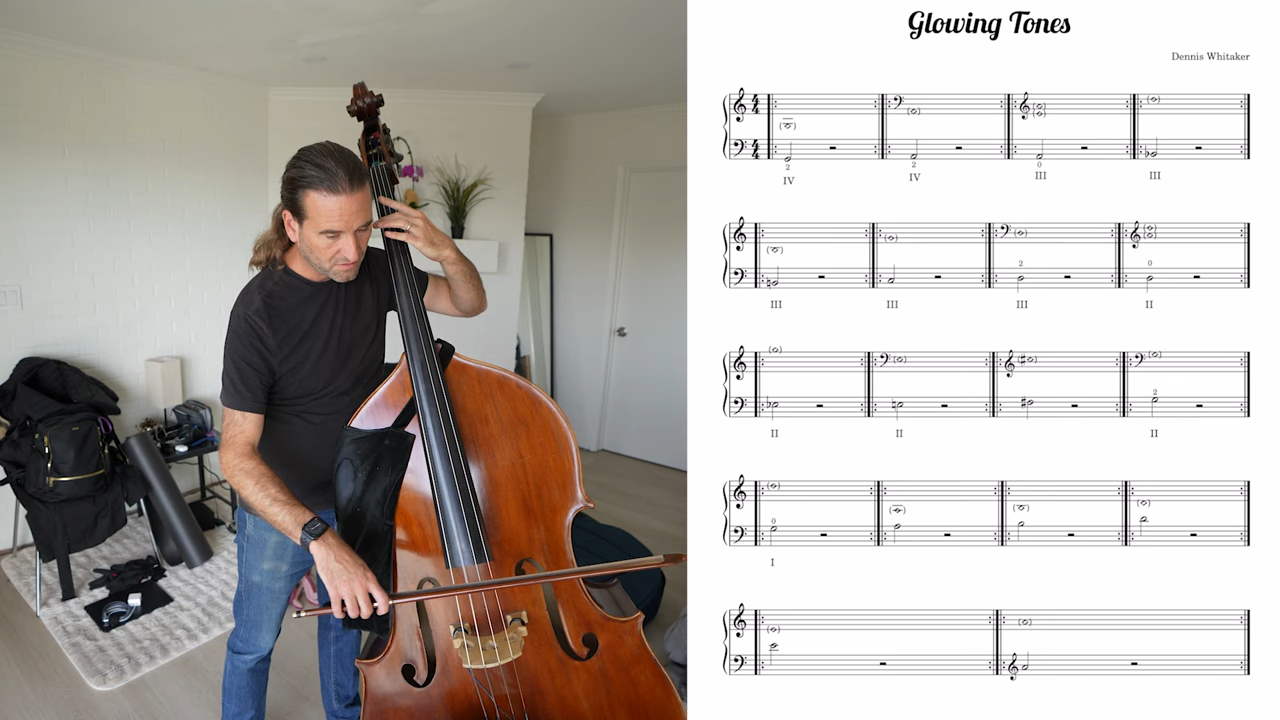 Glowing Tones
Dennis Whitaker
4 4
4 4
2 2 0
IV IV III III
2 0
III III III II
2
II II II
0
I